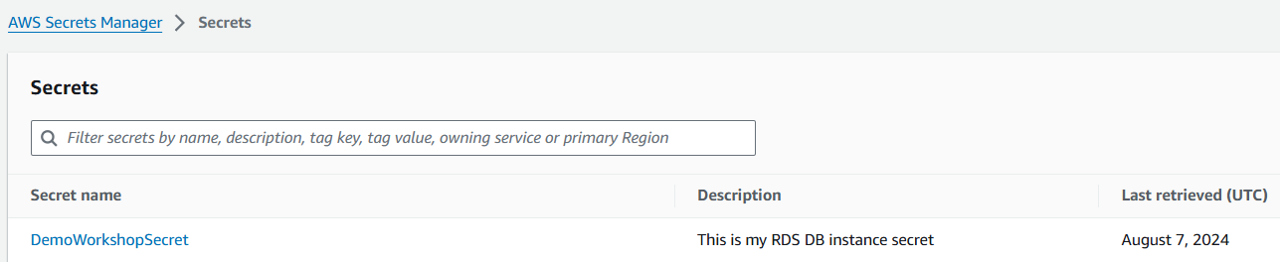 AWS Secrets Manager > Secrets
Secrets
Filter secrets by name, description, tag key, tag value, owning service or primary Region
Secret name Description Last retrieved (UTC)
DemoWorkshopSecret This is my RDS DB instance secret August 7, 2024